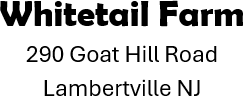 Whitetail Farm
290 Goat Hill Road
Lambertville NJ